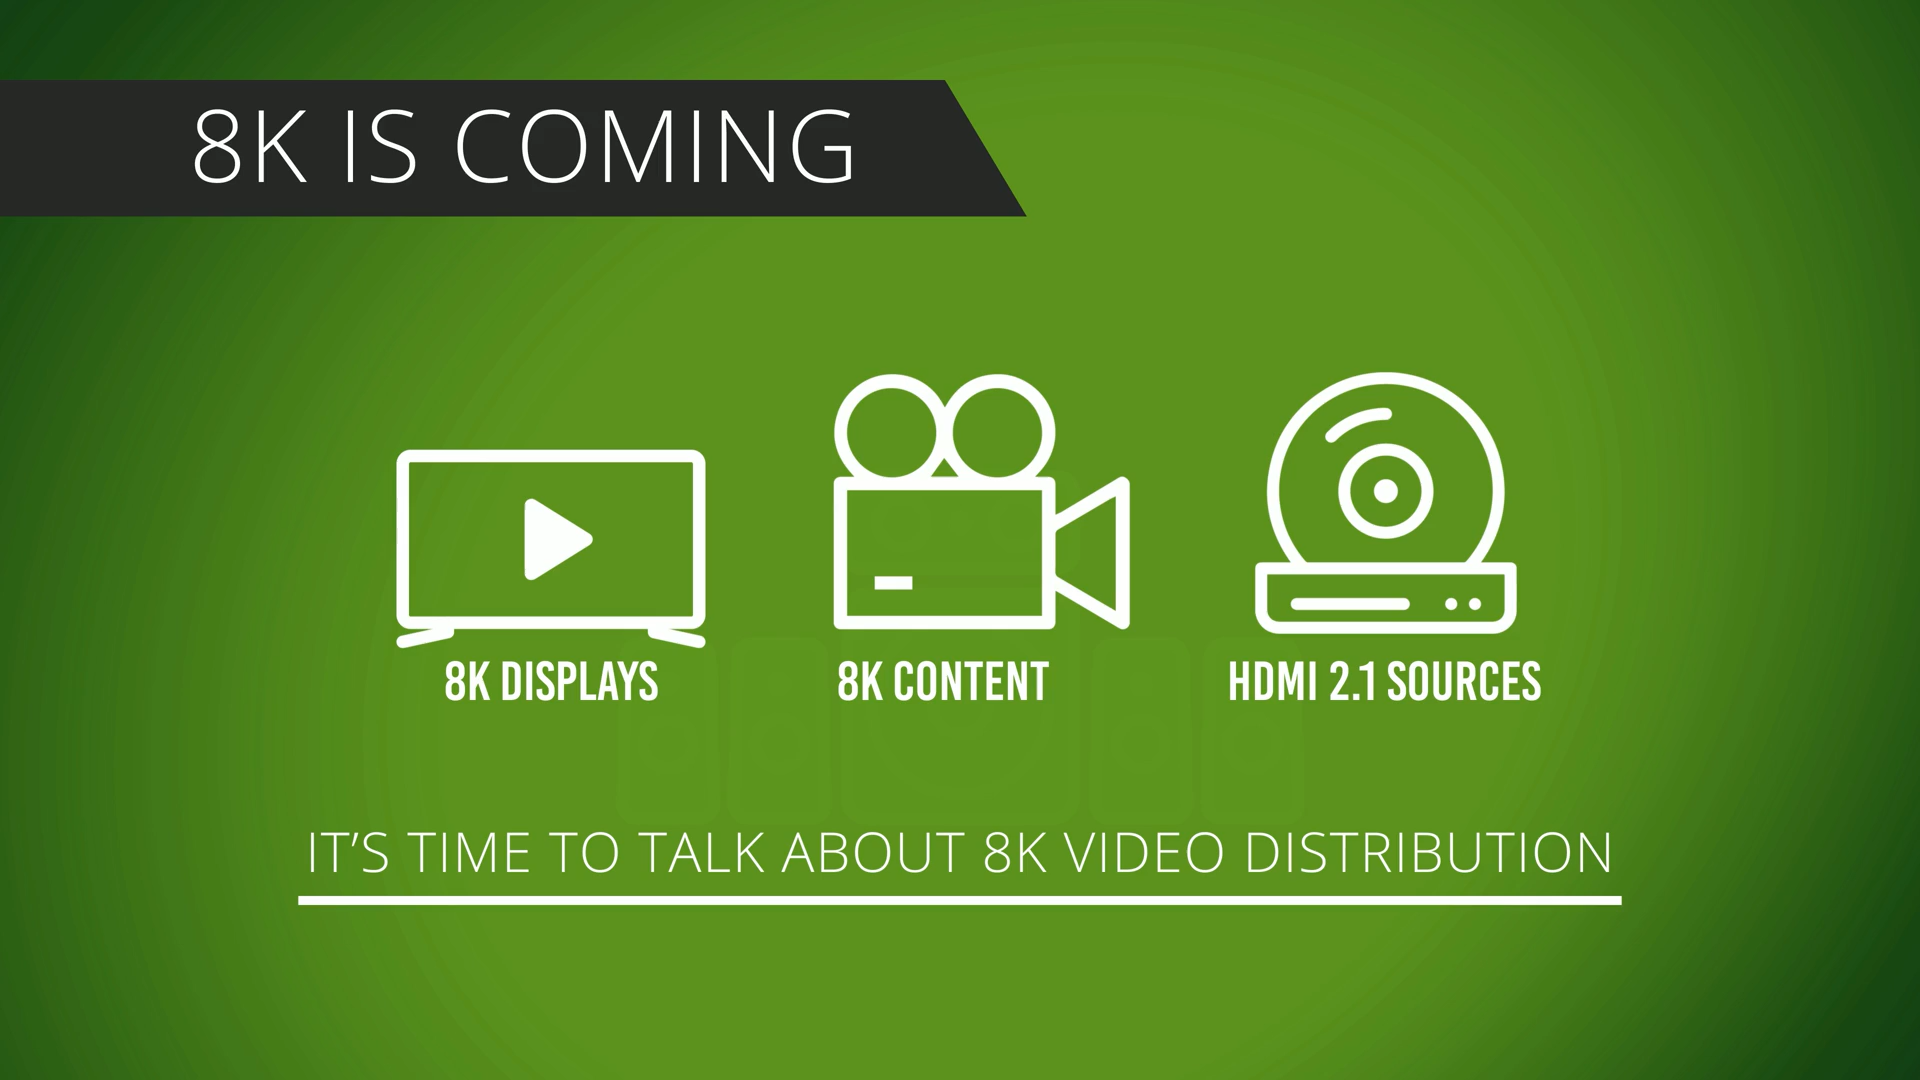 8K IS COMING
8K DISPLAYS
8K CONTENT
HDMI 2.1 SOURCES
IT’S TIME TO TALK ABOUT 8K VIDEO DISTRIBUTION